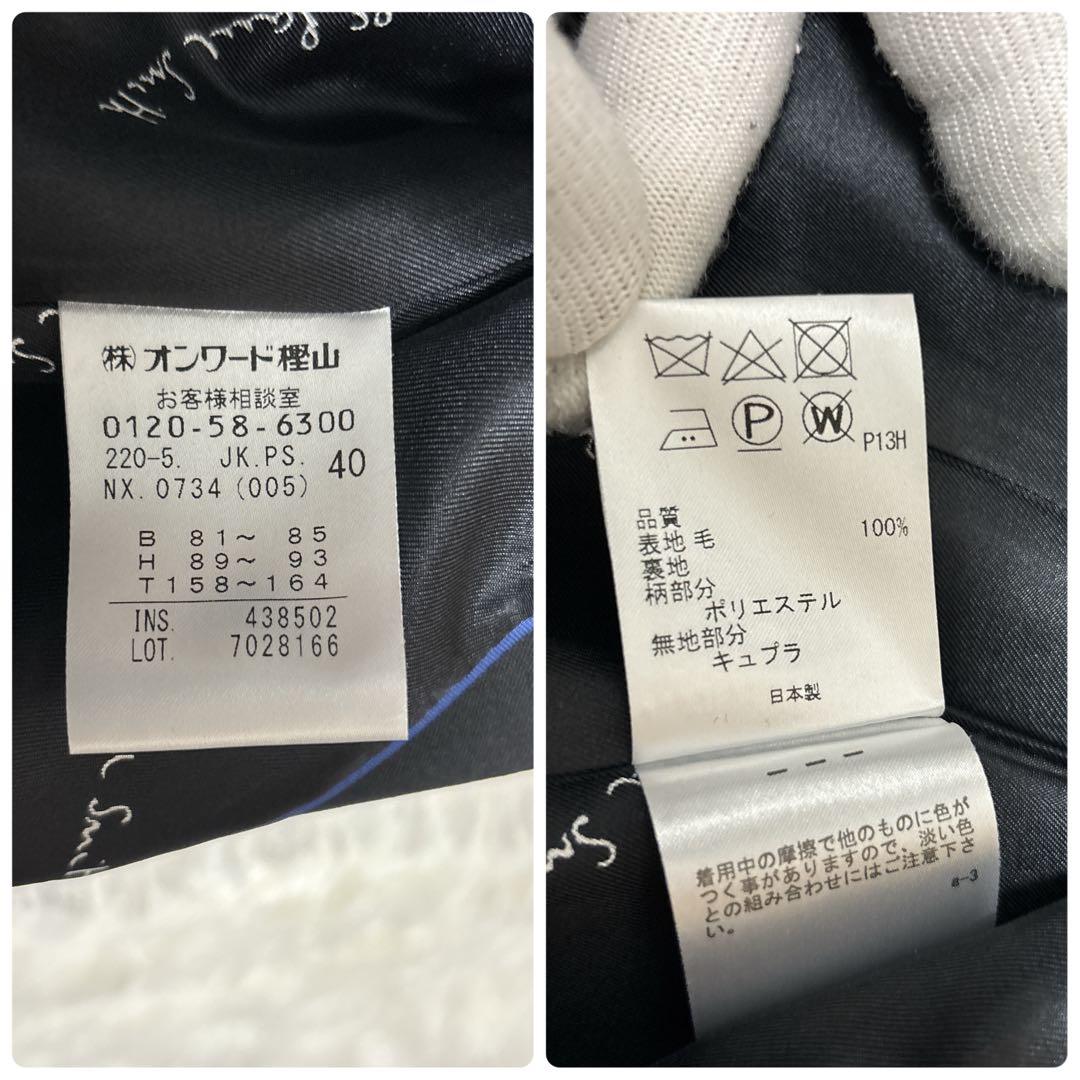 PS Paul Smith
㈱オンワード樫山
お客様相談室
0120-58-6300
220-5. JK.PS. 40
NX. 0734 (005)
B 81～ 85
H 89～ 93
T 158～164
INS. 438502
LOT. 7028166
P
W
P13H
品質
表地 毛 100%
裏地
柄部分
ポリエステル
無地部分
キュプラ
日本製
着用中の摩擦で他のものに色が
つく事がありますので、淡い色
との組み合わせにはご注意下さ
い。
a-3